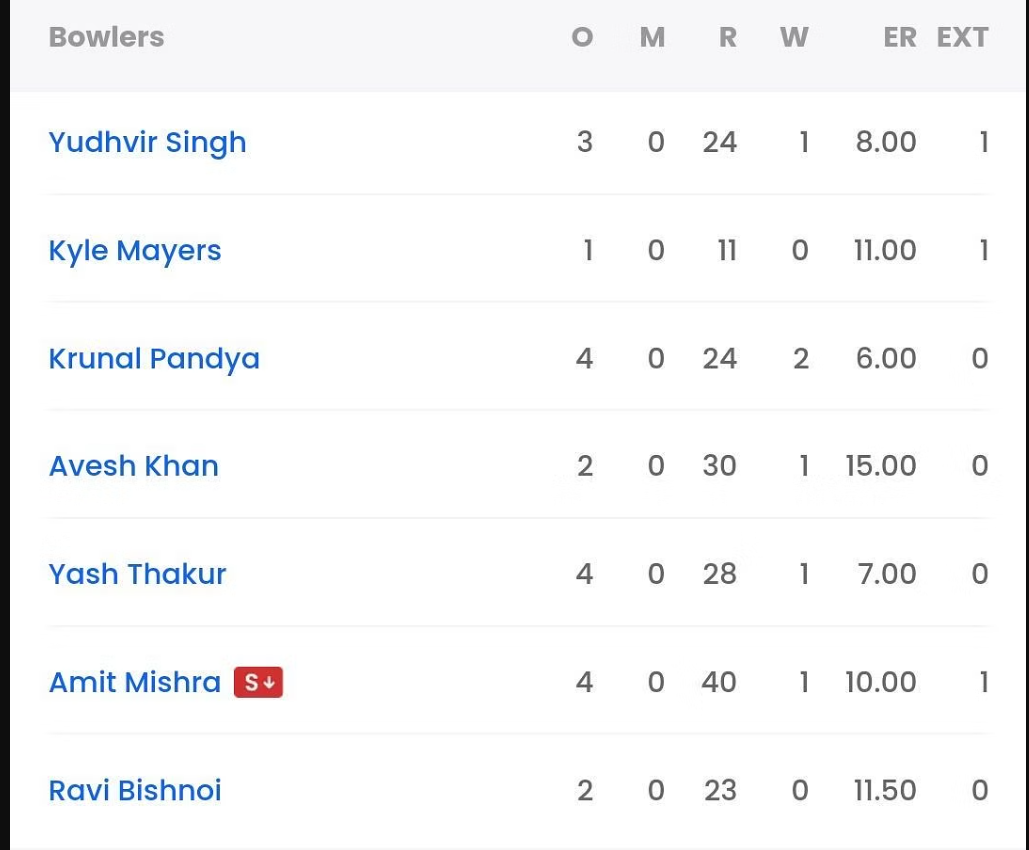 Bowlers O M R W ER EXT
Yudhvir Singh 3 0 24 1 8.00 1
Kyle Mayers 1 0 11 0 11.00 1
Krunal Pandya 4 0 24 2 6.00 0
Avesh Khan 2 0 30 1 15.00 0
Yash Thakur 4 0 28 1 7.00 0
Amit Mishra S↓ 4 0 40 1 10.00 1
Ravi Bishnoi 2 0 23 0 11.50 0